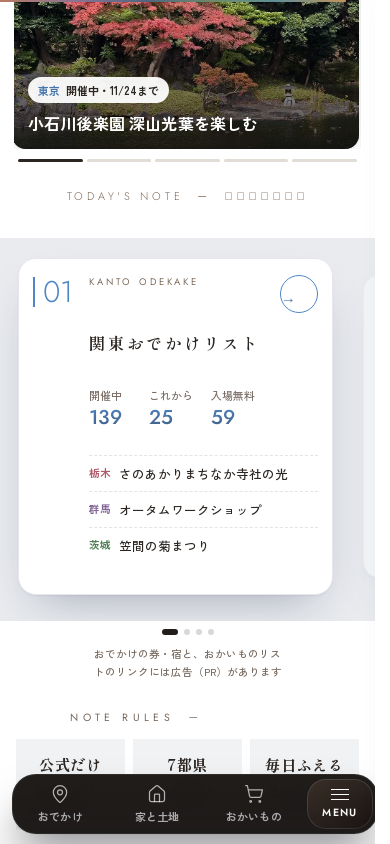 東京 開催中・11/24まで
小石川後楽園 深山光葉を楽しむ
TODAY'S NOTE —
01
KANTO ODEKAKE
→
関東おでかけリスト
開催中 これから 入場無料
139 25 59
栃木 さのあかりまちなか寺社の光
群馬 オータムワークショップ
茨城 笠間の菊まつり
おでかけの券・宿と、おかいものリス
トのリンクには広告（PR）があります
NOTE RULES —
公式だけ 7都県 毎日ふえる
おでかけ 家と土地 おかいもの MENU